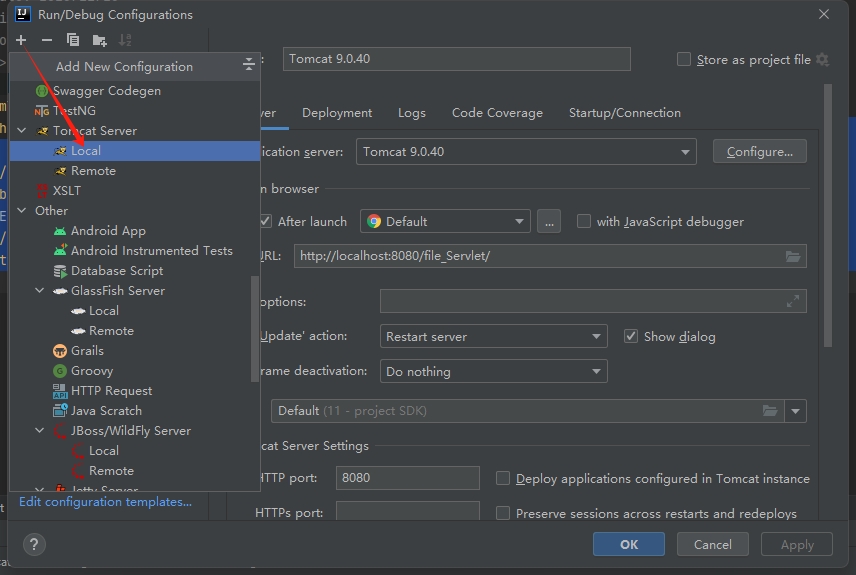 Run/Debug Configurations
Add New Configuration
Swagger Codegen
TestNG
Tomcat Server
Local
Remote
XSLT
Other
Android App
Android Instrumented Tests
Database Script
GlassFish Server
Local
Remote
Grails
Groovy
HTTP Request
Java Scratch
JBoss/WildFly Server
Local
Remote
Jetty Server
Edit configuration templates...
Tomcat 9.0.40
Store as project file
Deployment
Logs
Code Coverage
Startup/Connection
Tomcat 9.0.40
Configure...
After launch
Default
...
with JavaScript debugger
URL:
http://localhost:8080/file_Servlet/
options:
Update' action:
Restart server
Show dialog
rame deactivation:
Do nothing
Default (11 - project SDK)
cat Server Settings
HTTP port:
8080
Deploy applications configured in Tomcat instance
HTTPs port:
Preserve sessions across restarts and redeploys
?
OK
Cancel
Apply